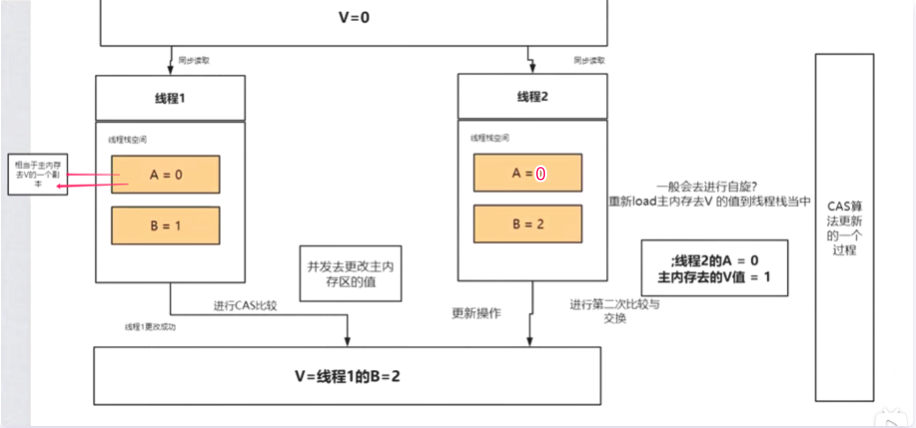 V=0
同步读取
同步读取
线程1
线程2
线程栈空间
线程栈空间
相当于主内存
去V的一个副
本
A = 0
B = 1
A = 0
B = 2
一般会去进行自旋?
重新load主内存去V 的值到线程栈当中
;线程2的A = 0
主内存去的V值 = 1
CAS算
法更新
的一个
过程
并发去更改主内
存区的值
进行CAS比较
线程1更改成功
更新操作
进行第二次比较与
交换
V=线程1的B=2